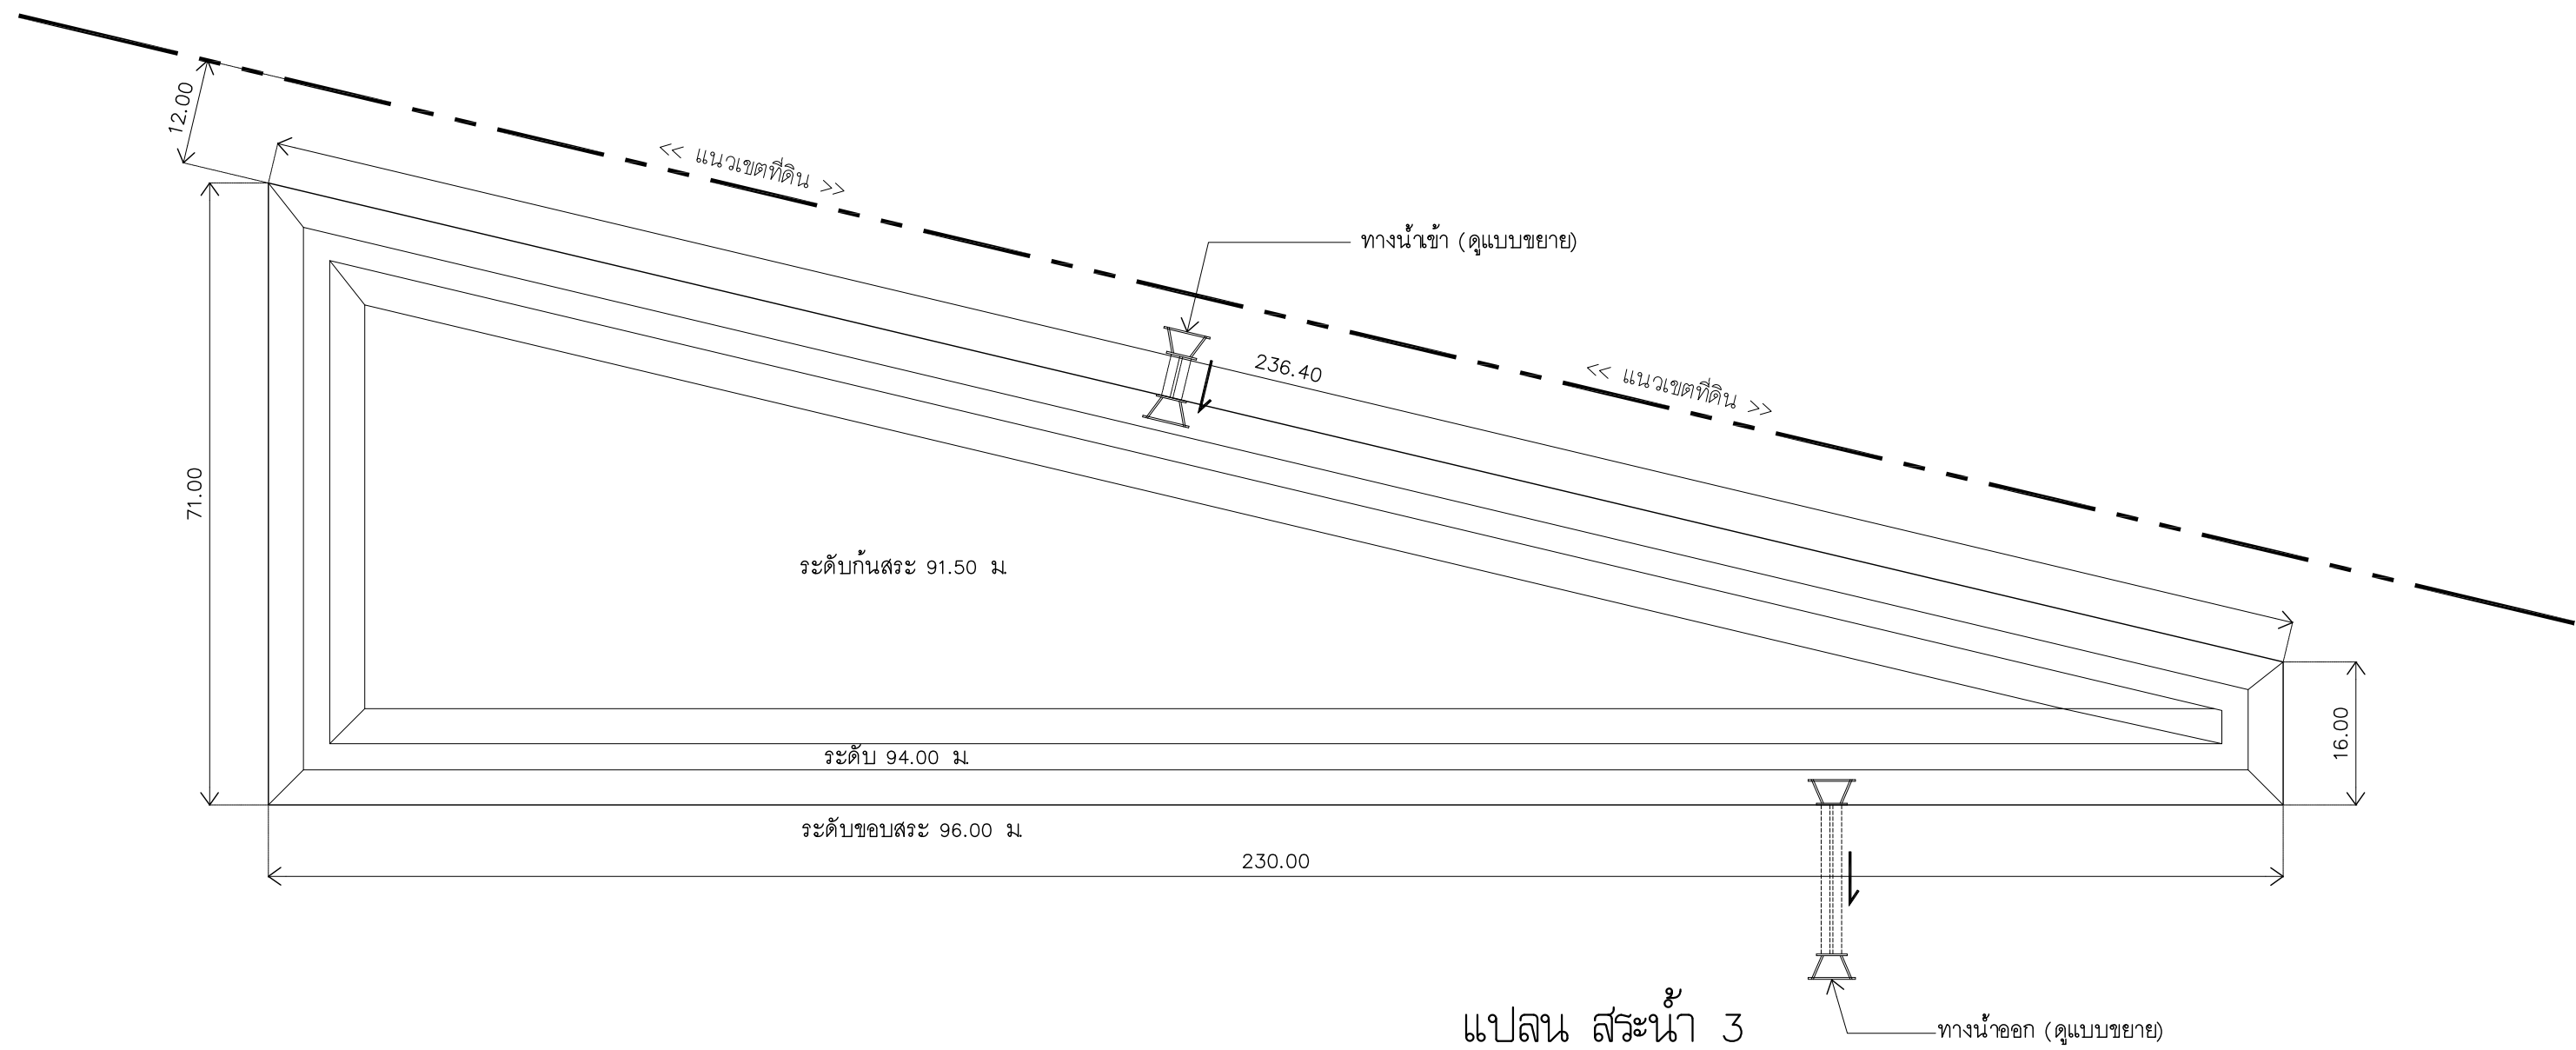 12.00
<< แนวเขตที่ดิน >>
ทางน้ำเข้า (ดูแบบขยาย)
236.40
<< แนวเขตที่ดิน >>
71.00
ระดับก้นสระ 91.50 ม.
16.00
ระดับ 94.00 ม.
ระดับขอบสระ 96.00 ม.
230.00
แปลน สระน้ำ 3
ทางน้ำออก (ดูแบบขยาย)